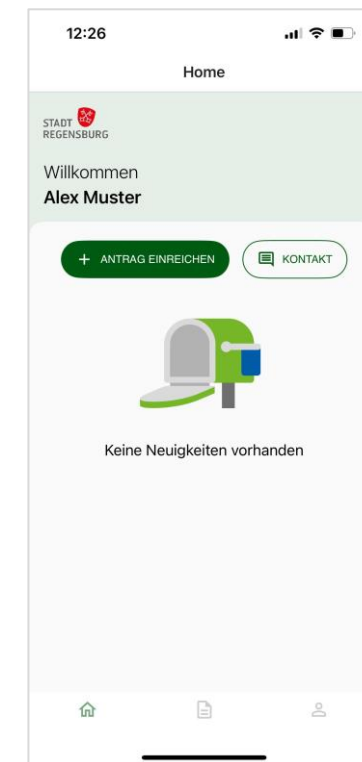 12:26
Home
STADT
REGENSBURG
Willkommen
Alex Muster
+ ANTRAG EINREICHEN
KONTAKT
Keine Neuigkeiten vorhanden